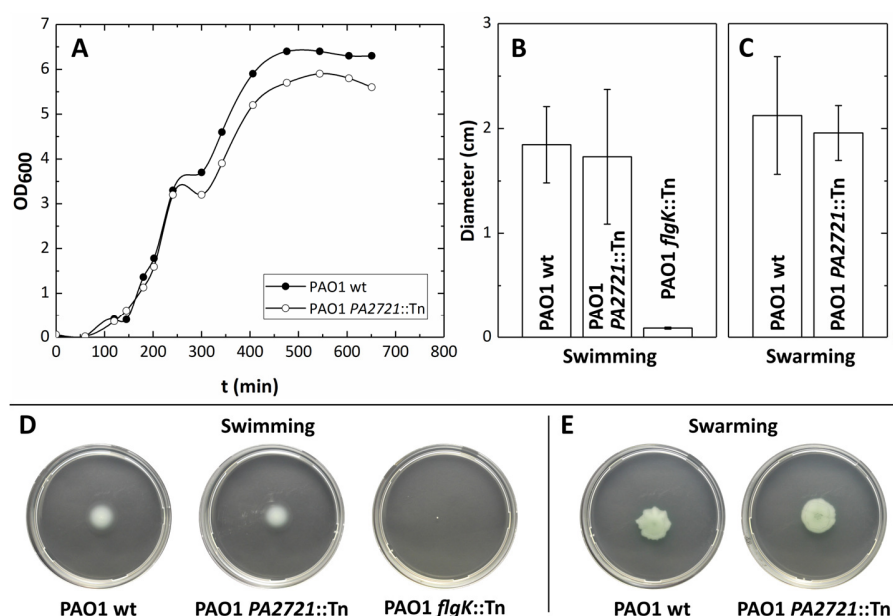 A
OD600
7
6
5
4
3
2
1
0
0 100 200 300 400 500 600 700 800
t (min)
PAO1 wt
PAO1 PA2721::Tn
B
C
Diameter (cm)
3
2
1
0
PAO1 wt
PAO1
PA2721::Tn
PAO1 flgK::Tn
Swimming
PAO1 wt
PAO1 PA2721::Tn
Swarming
D
Swimming
PAO1 wt
PAO1 PA2721::Tn
PAO1 flgK::Tn
E
Swarming
PAO1 wt
PAO1 PA2721::Tn